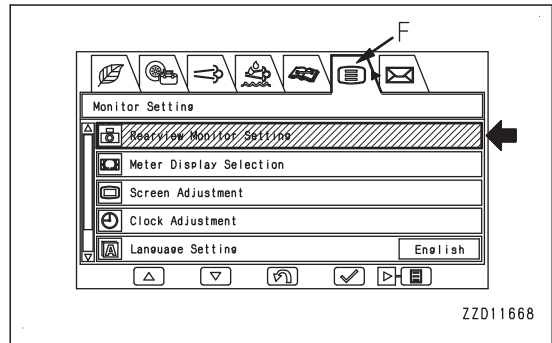 F
Monitor Setting
Rearview Monitor Setting
Meter Display Selection
Screen Adjustment
Clock Adjustment
A Language Setting English
ZZD11668